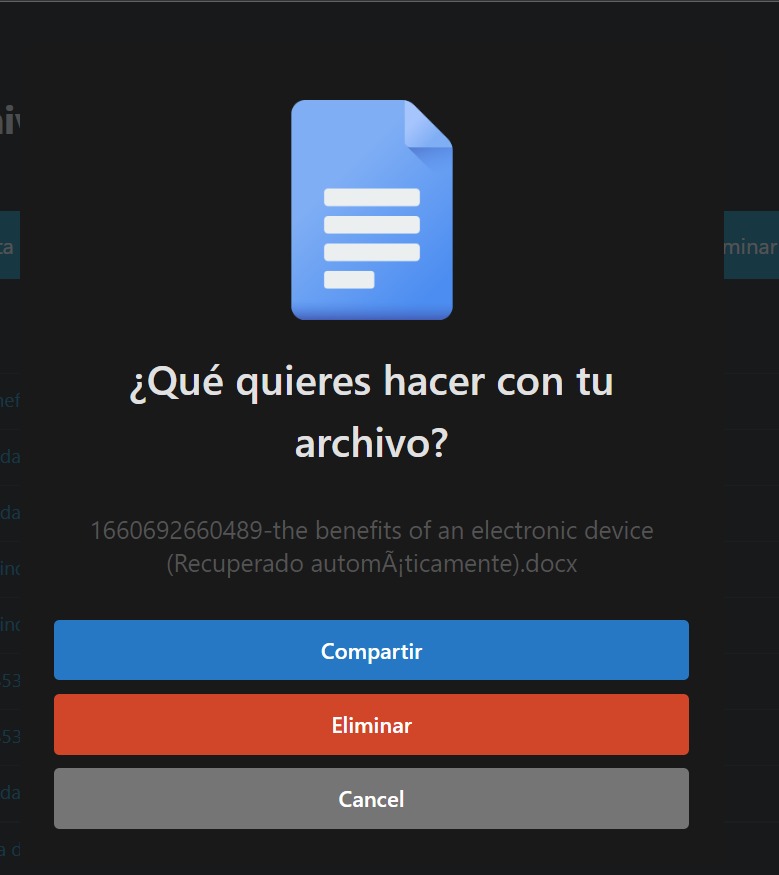 ¿Qué quieres hacer con tu
archivo?
1660692660489-the benefits of an electronic device
(Recuperado automÃ¡ticamente).docx
Compartir
Eliminar
Cancel